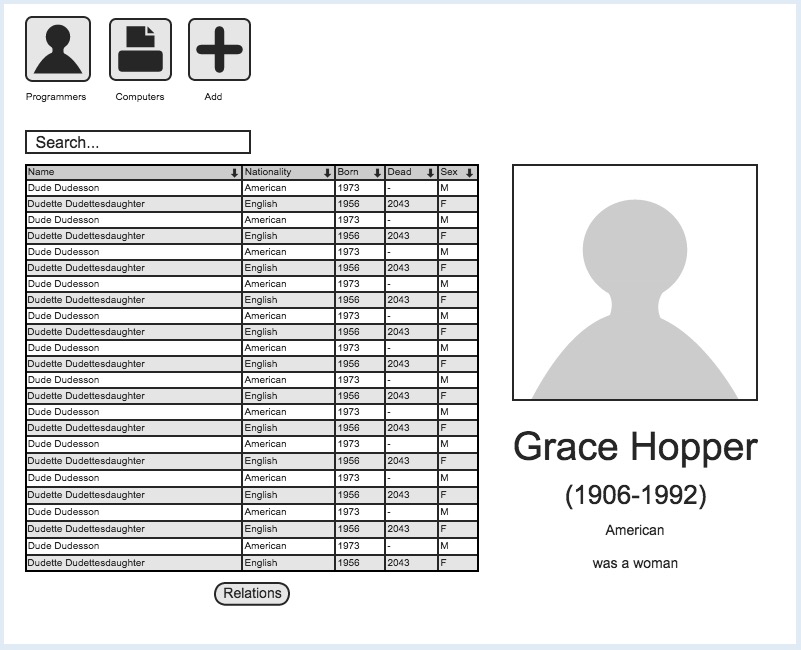 Programmers Computers Add
Search...
Name Nationality Born Dead Sex
Dude Dudesson American 1973 - M
Dudette Dudettesdaughter English 1956 2043 F
Dude Dudesson American 1973 - M
Dudette Dudettesdaughter English 1956 2043 F
Dude Dudesson American 1973 - M
Dudette Dudettesdaughter English 1956 2043 F
Dude Dudesson American 1973 - M
Dudette Dudettesdaughter English 1956 2043 F
Dude Dudesson American 1973 - M
Dudette Dudettesdaughter English 1956 2043 F
Dude Dudesson American 1973 - M
Dudette Dudettesdaughter English 1956 2043 F
Dude Dudesson American 1973 - M
Dudette Dudettesdaughter English 1956 2043 F
Dude Dudesson American 1973 - M
Dudette Dudettesdaughter English 1956 2043 F
Dude Dudesson American 1973 - M
Dudette Dudettesdaughter English 1956 2043 F
Dude Dudesson American 1973 - M
Dudette Dudettesdaughter English 1956 2043 F
Dude Dudesson American 1973 - M
Dudette Dudettesdaughter English 1956 2043 F
Dude Dudesson American 1973 - M
Dudette Dudettesdaughter English 1956 2043 F
Relations
Grace Hopper
(1906-1992)
American
was a woman